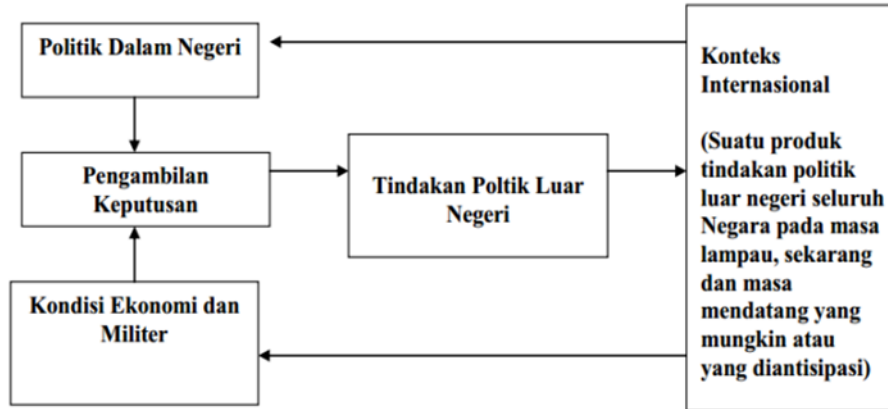 Politik Dalam Negeri
Pengambilan
Keputusan
Kondisi Ekonomi dan
Militer
Tindakan Poltik Luar
Negeri
Konteks
Internasional
(Suatu produk
tindakan politik
luar negeri seluruh
Negara pada masa
lampau, sekarang
dan masa
mendatang yang
mungkin atau
yang diantisipasi)